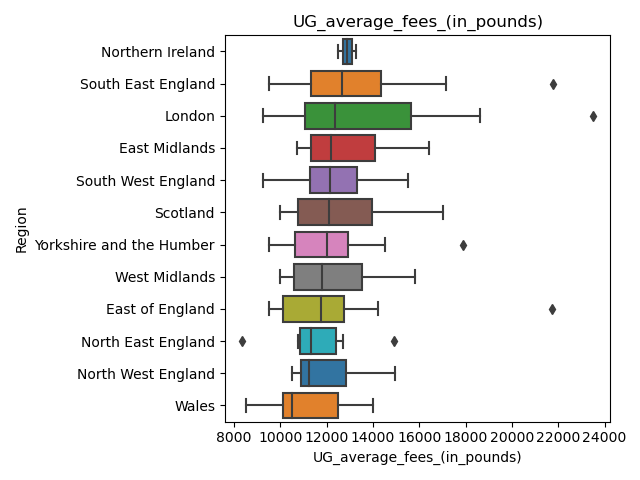 UG_average_fees_(in_pounds)
Northern Ireland
South East England
London
East Midlands
South West England
Scotland
Yorkshire and the Humber
West Midlands
East of England
North East England
North West England
Wales
Region
8000 10000 12000 14000 16000 18000 20000 22000 24000
UG_average_fees_(in_pounds)